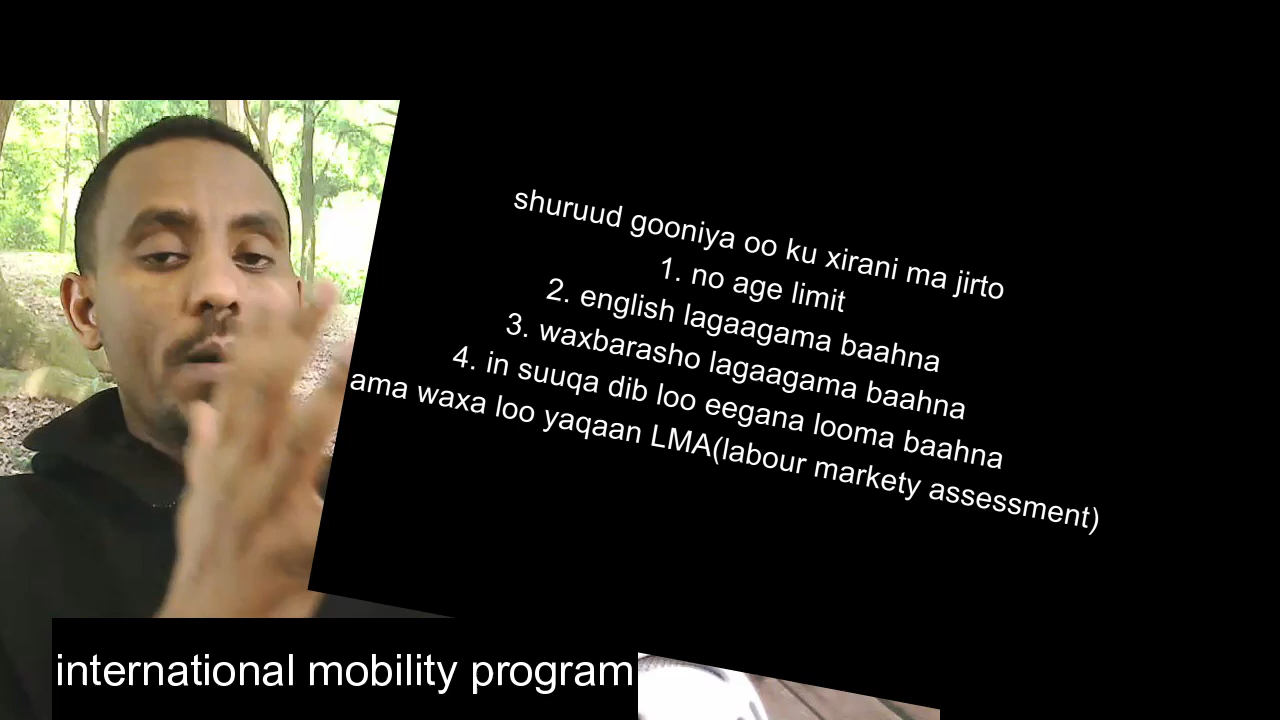 shuruud gooniya oo ku xirani ma jirto
1. no age limit
2. english lagaagama baahna
3. waxbarasho lagaagama baahna
4. in suuqa dib loo eegana looma baahna
ama waxa loo yaqaan LMA(labour markety assessment)
international mobility program